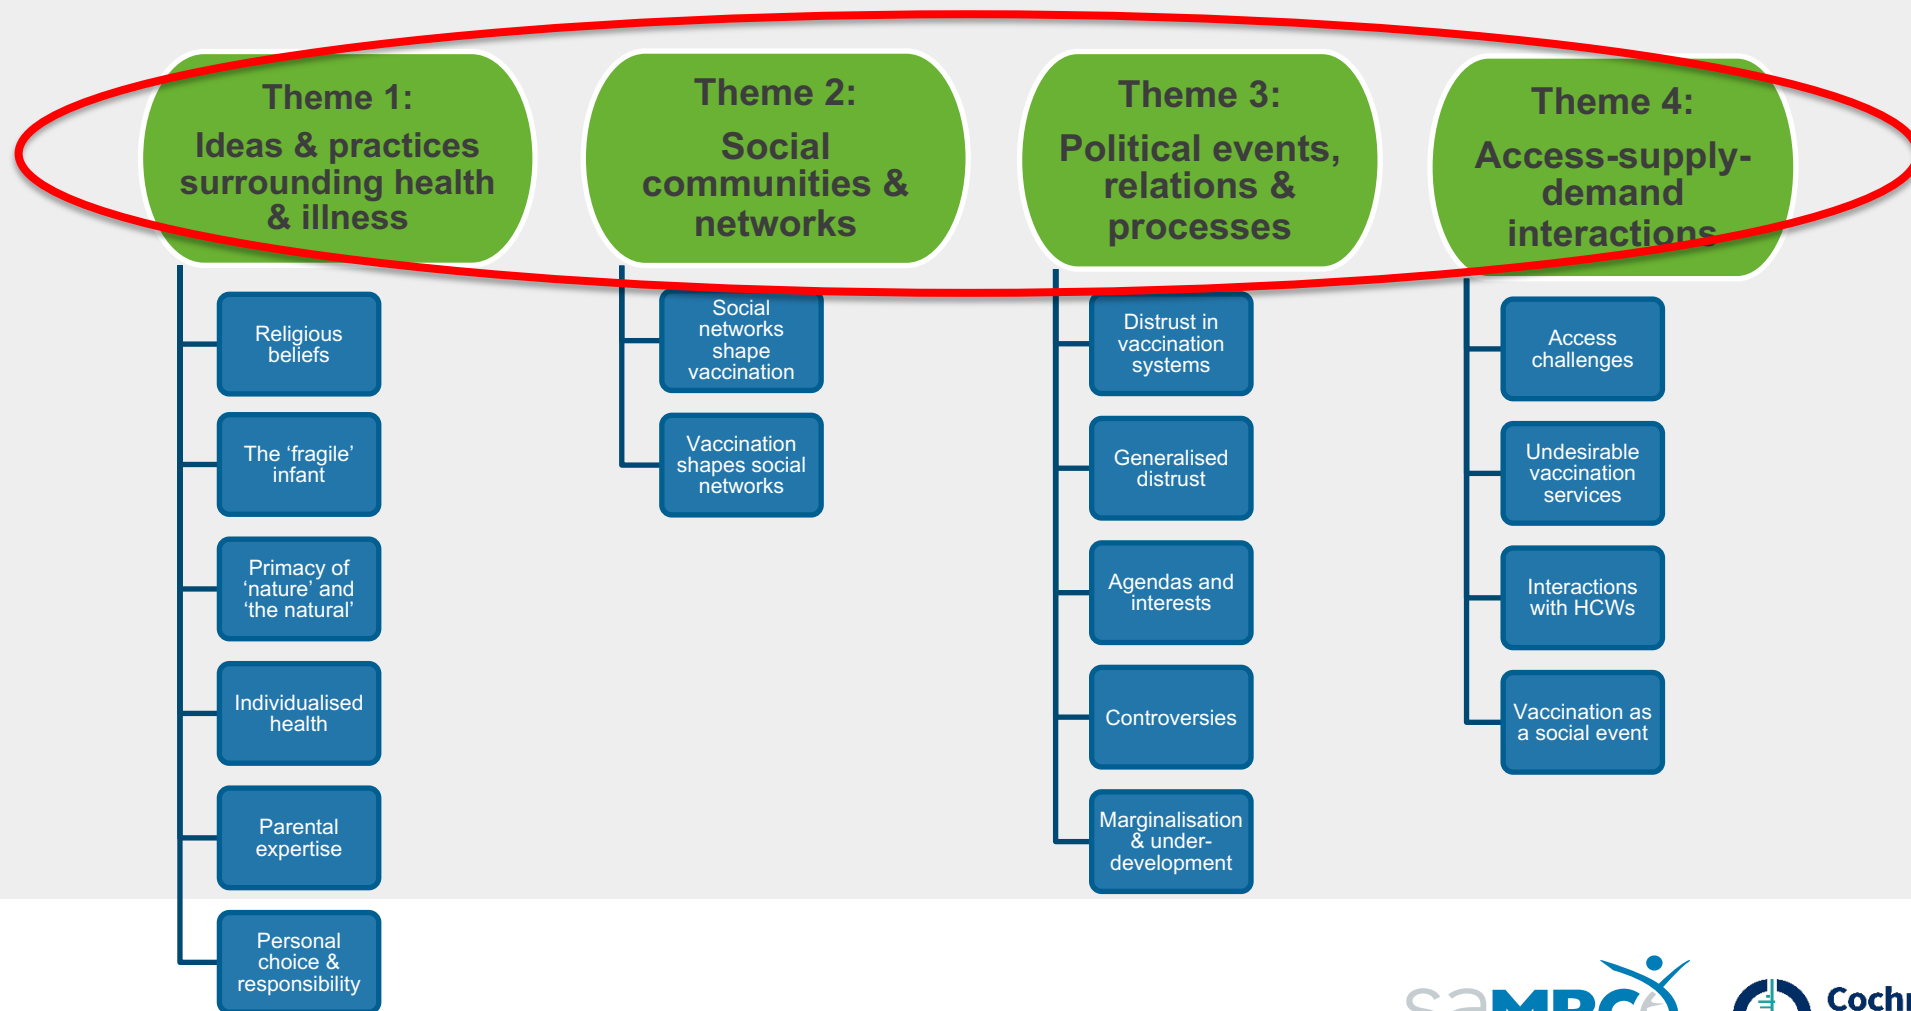 Theme 1:
Ideas & practices
surrounding health
& illness
Religious
beliefs
The ‘fragile’
infant
Primacy of
‘nature’ and
‘the natural’
Individualised
health
Parental
expertise
Personal
choice &
responsibility
Theme 2:
Social
communities &
networks
Social
networks
shape
vaccination
Vaccination
shapes social
networks
Theme 3:
Political events,
relations &
processes
Distrust in
vaccination
systems
Generalised
distrust
Agendas and
interests
Controversies
Marginalisation
& under-
development
Theme 4:
Access-supply-
demand
interactions
Access
challenges
Undesirable
vaccination
services
Interactions
with HCWs
Vaccination as
a social event
saMRC